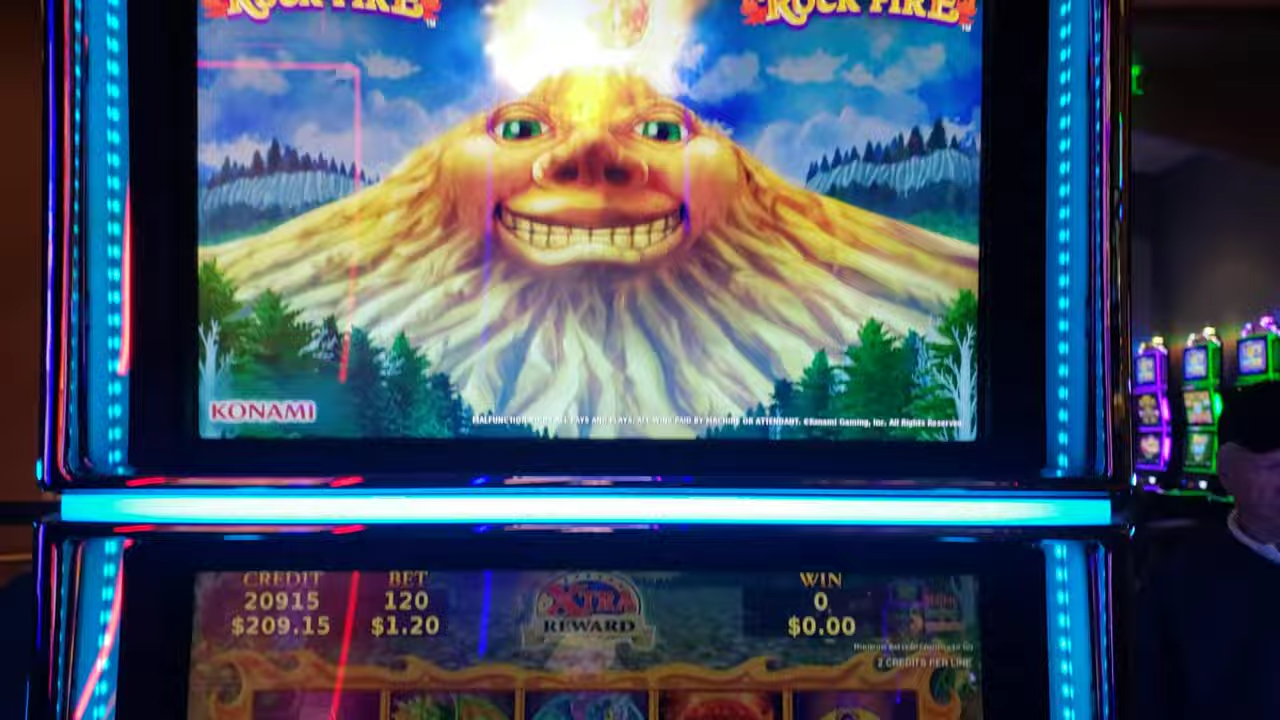 ROCK FIRE™
ROCK FIRE™
KONAMI
MALFUNCTION VOIDS ALL PAYS AND PLAYS. ALL WINS PAID BY MACHINE OR ATTENDANT. ©Konami Gaming, Inc. All Rights Reserved.
CREDIT
20915
$209.15
BET
120
$1.20
XTRA
REWARD
WIN
0
$0.00
2 CREDITS PER LINE